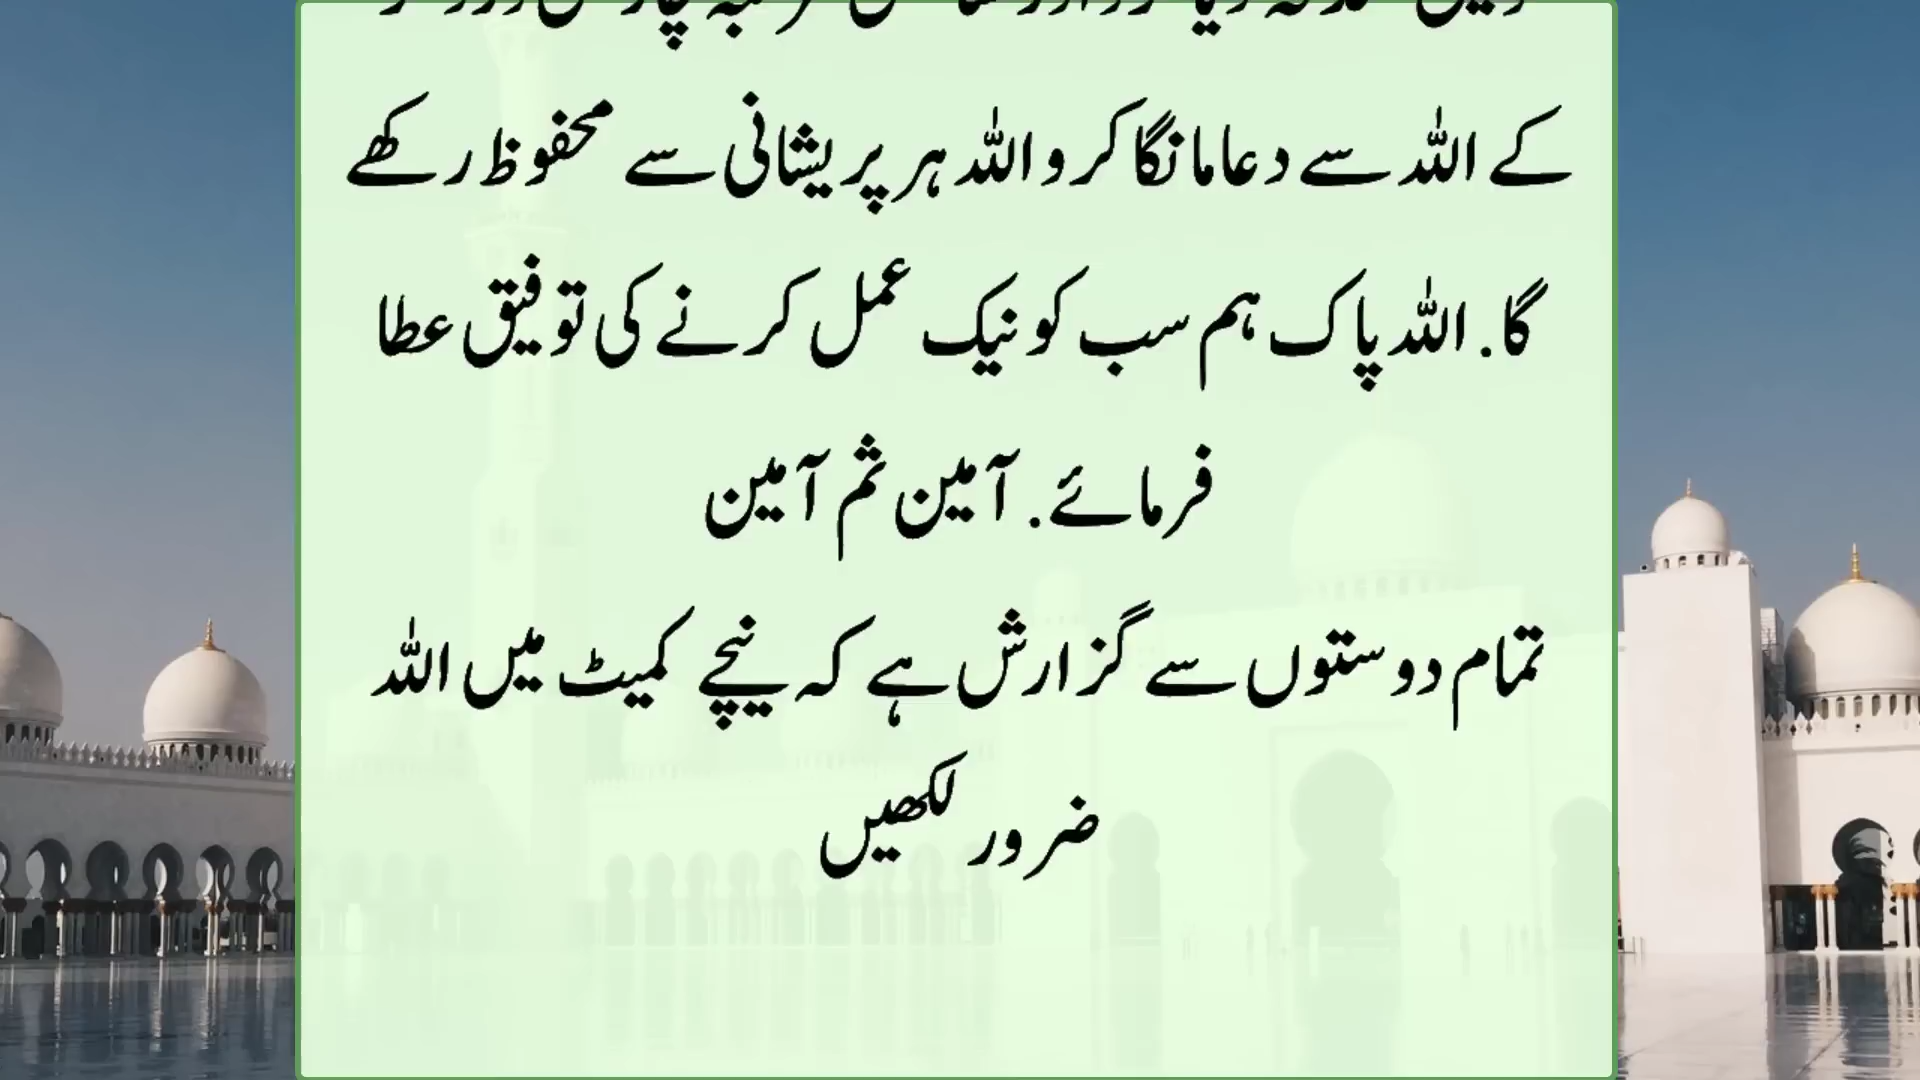 کے اللہ سے دعا مانگا کرو اللہ ہر پریشانی سے محفوظ رکھے
گا. اللہ پاک ہم سب کو نیک عمل کرنے کی توفیق عطا
فرمائے. آمین ثم آمین
تمام دوستوں سے گزارش ہے کہ نیچے کمیٹ میں اللہ
ضرور لکھیں